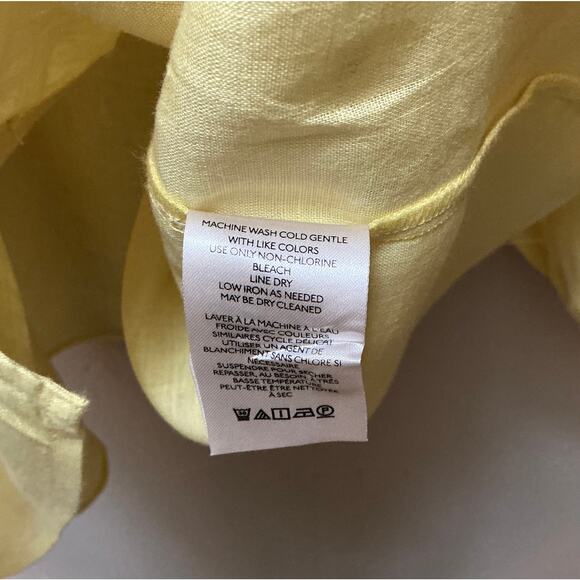 MACHINE WASH COLD GENTLE
WITH LIKE COLORS
USE ONLY NON-CHLORINE
BLEACH
LINE DRY
LOW IRON AS NEEDED
MAY BE DRY CLEANED
LAVER À LA MACHINE À L'EAU
FROIDE AVEC COULEURS
SIMILAIRES CYCLE DÉLICAT
UTILISER UN AGENT DE
BLANCHIMENT SANS CHLORE SI
NÉCESSAIRE
SUSPENDRE POUR SÉCHER
REPASSER, AU BESOIN À TRÈS
BASSE TEMPÉRATURE
PEUT-ÊTRE ÊTRE NETTOYER
À SEC